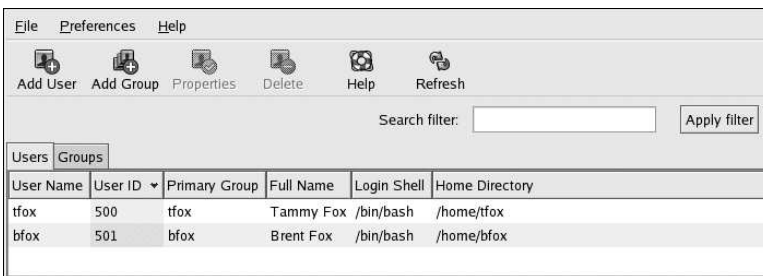 File Preferences Help
Add User Add Group Properties Delete Help Refresh
Search filter: Apply filter
Users Groups
User Name User ID Primary Group Full Name Login Shell Home Directory
tfox 500 tfox Tammy Fox /bin/bash /home/tfox
bfox 501 bfox Brent Fox /bin/bash /home/bfox